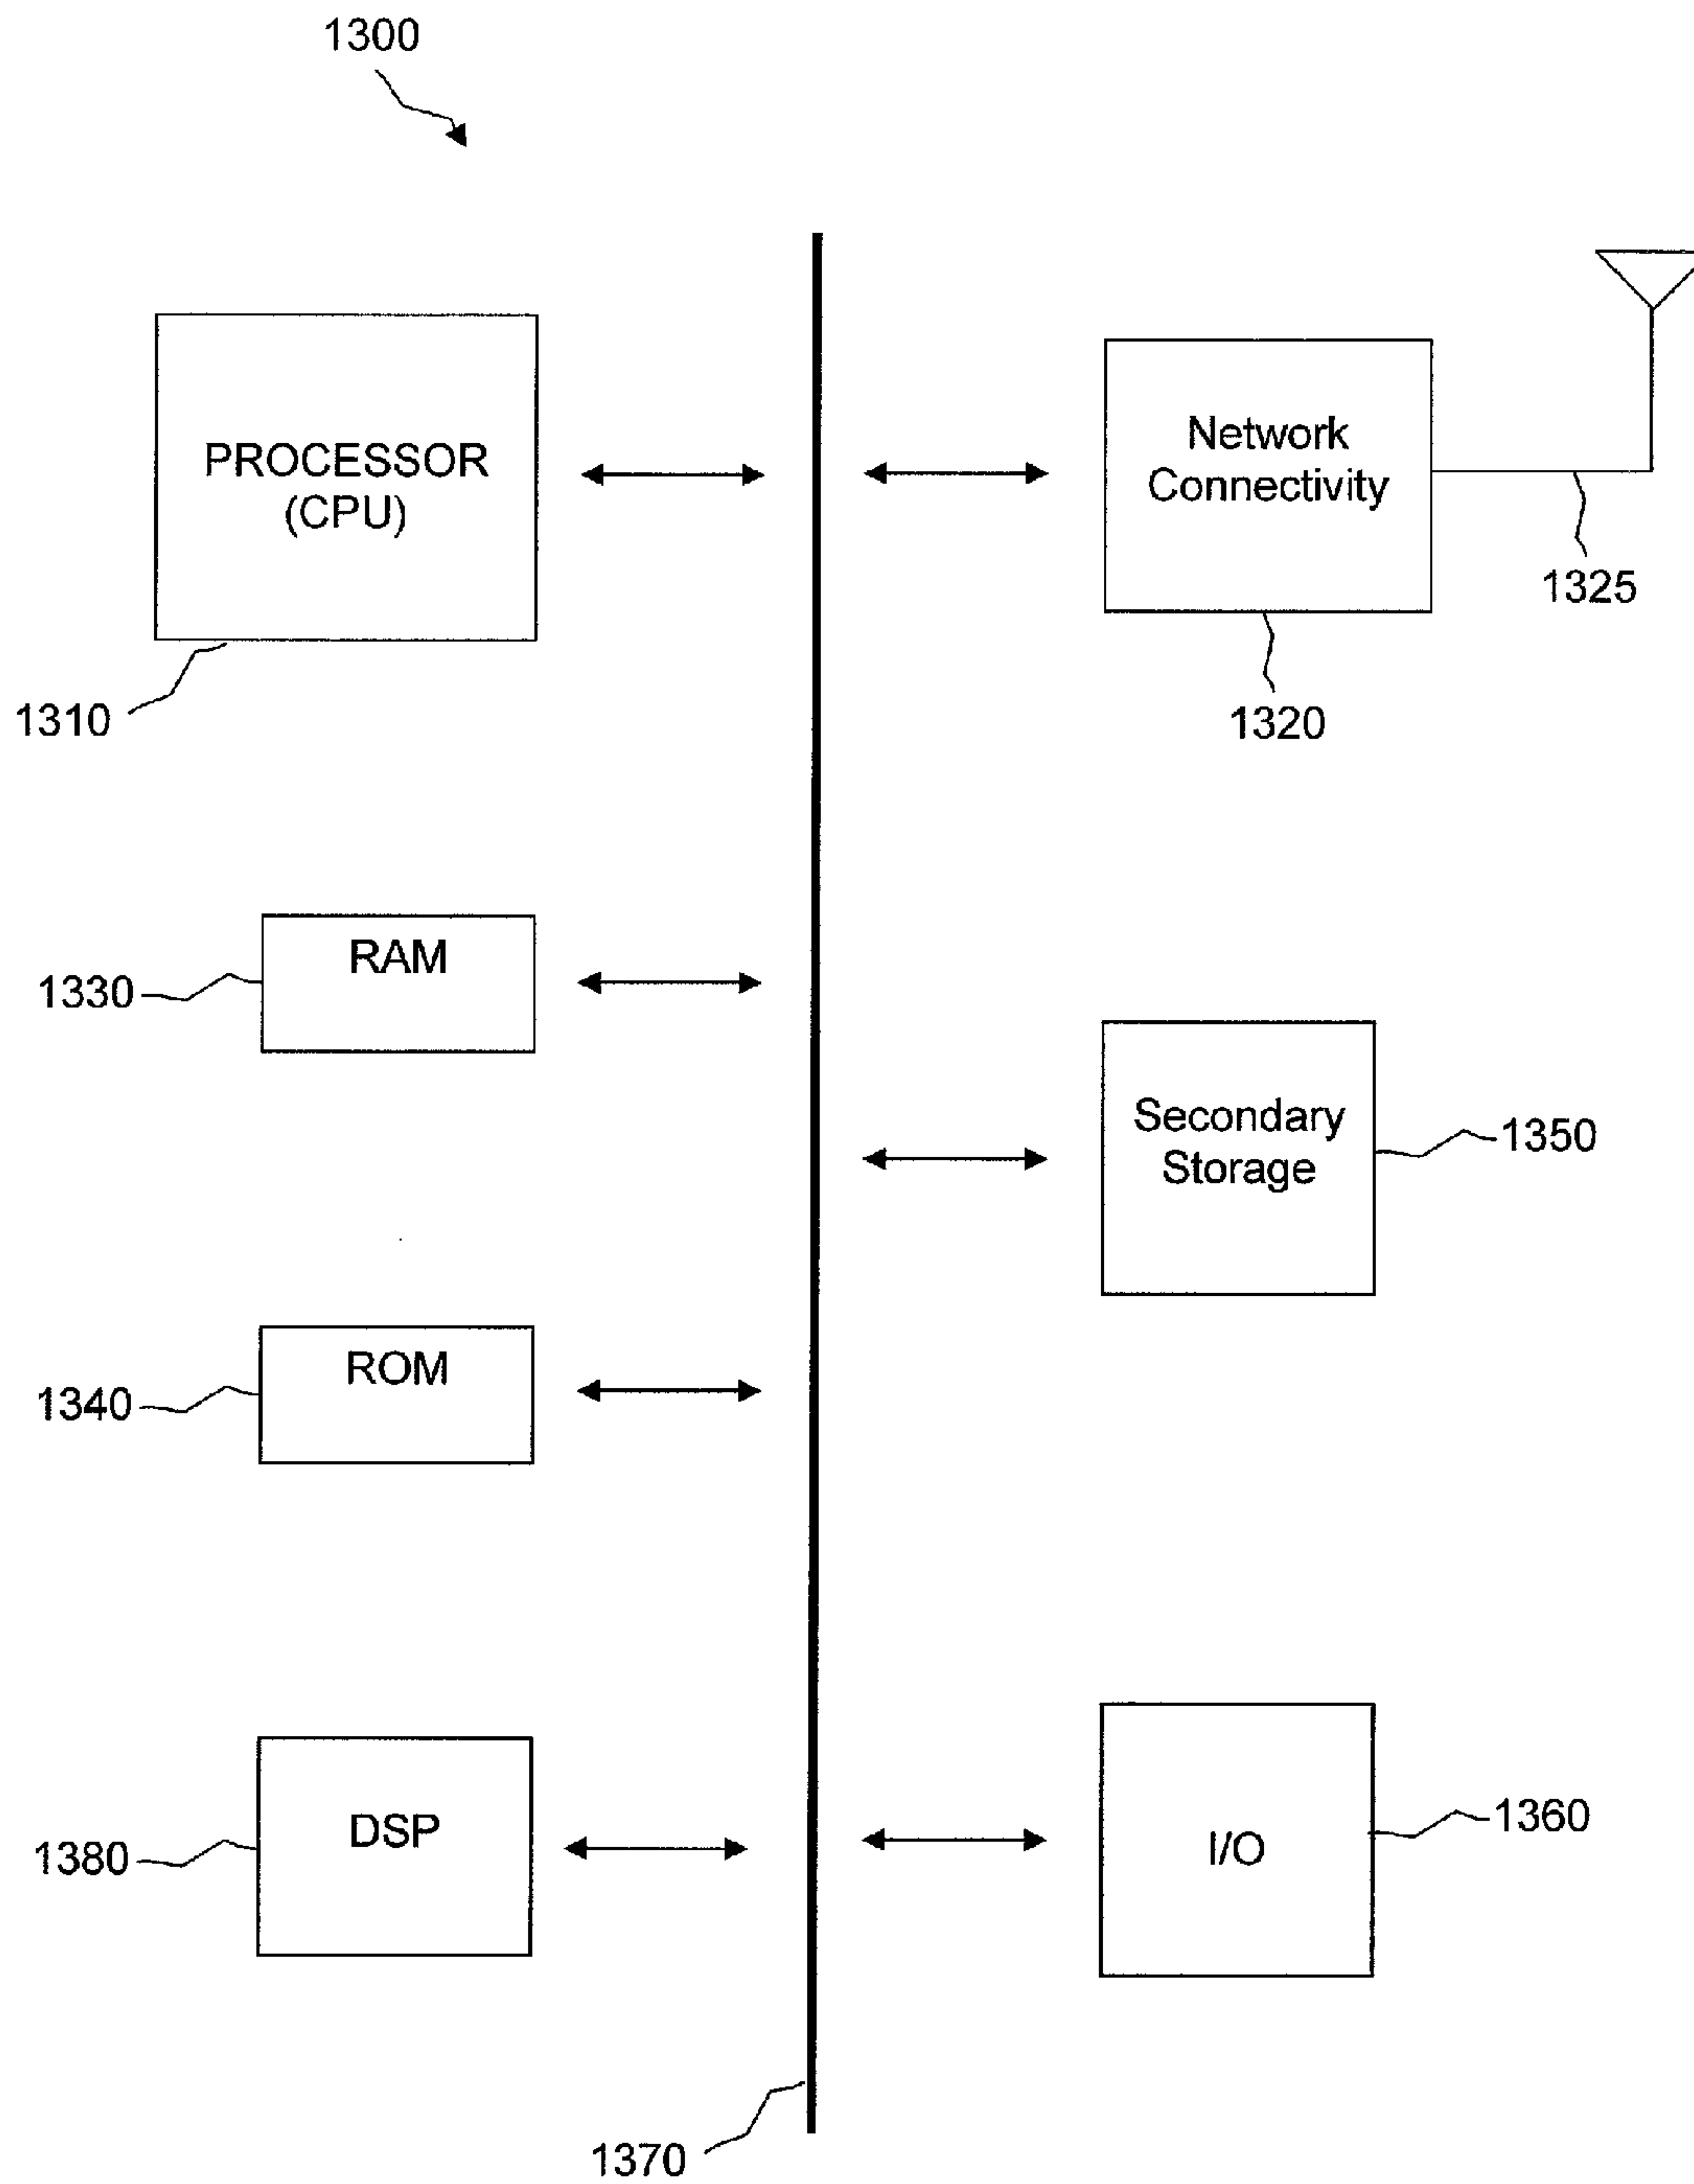 1300
PROCESSOR
(CPU)
1310
Network
Connectivity
1325
1320
RAM
1330
Secondary
Storage
1350
ROM
1340
DSP
1380
I/O
1360
1370